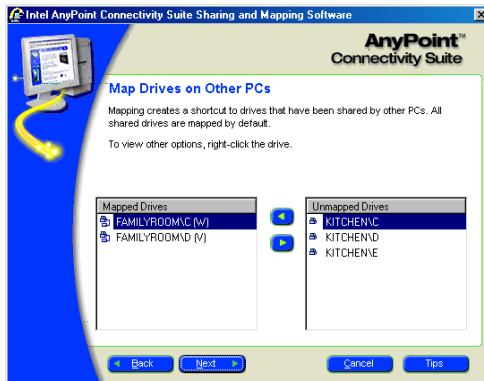 Intel AnyPoint Connectivity Suite Sharing and Mapping Software
AnyPoint™
Connectivity Suite
Map Drives on Other PCs
Mapping creates a shortcut to drives that have been shared by other PCs. All
shared drives are mapped by default.
To view other options, right-click the drive.
Mapped Drives
FAMILYROOM\C (W)
FAMILYROOM\D (V)
Unmapped Drives
KITCHEN\C
KITCHEN\D
KITCHEN\E
Back
Next
Cancel
Tips